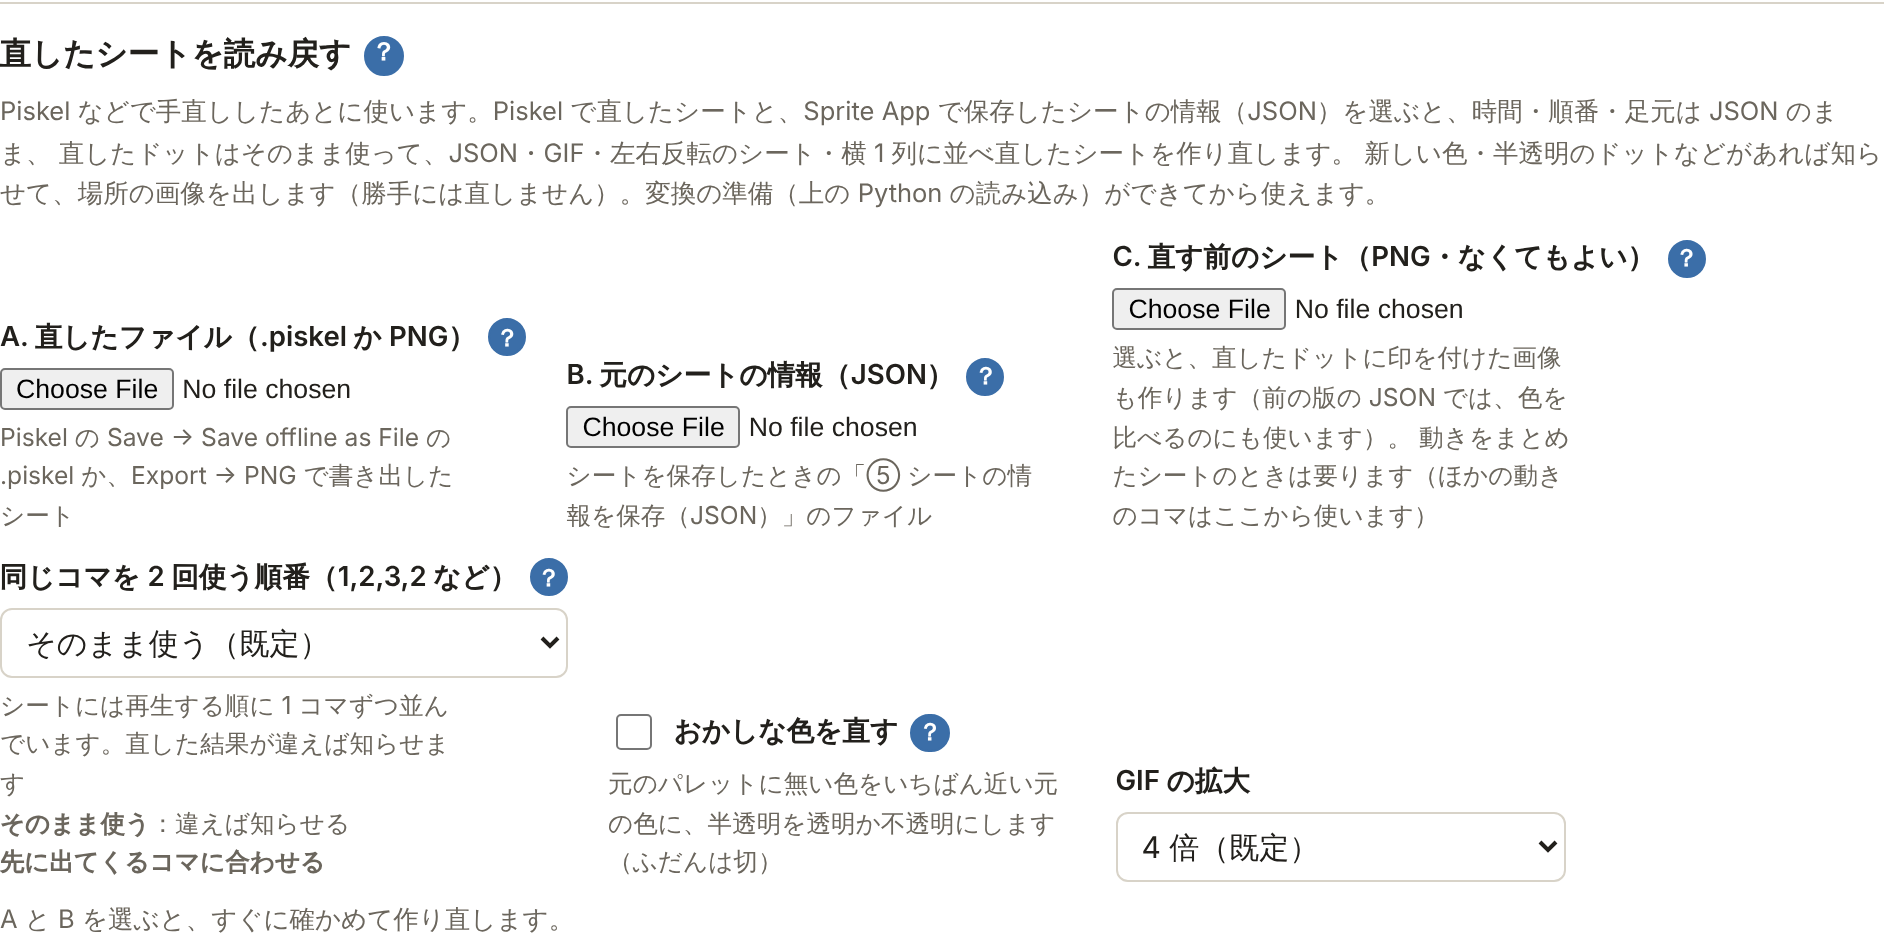 直したシートを読み戻す ?
Piskel などで手直ししたあとに使います。Piskel で直したシートと、Sprite App で保存したシートの情報（JSON）を選ぶと、時間・順番・足元は JSON のま
ま、 直したドットはそのまま使って、JSON・GIF・左右反転のシート・横 1 列に並べ直したシートを作り直します。 新しい色・半透明のドットなどがあれば知ら
せて、場所の画像を出します（勝手には直しません）。変換の準備（上の Python の読み込み）ができてから使えます。
A. 直したファイル（.piskel か PNG） ?
Choose File No file chosen
Piskel の Save → Save offline as File の
.piskel か、Export → PNG で書き出した
シート
B. 元のシートの情報（JSON） ?
Choose File No file chosen
シートを保存したときの「⑤ シートの情
報を保存（JSON）」のファイル
C. 直す前のシート（PNG・なくてもよい） ?
Choose File No file chosen
選ぶと、直したドットに印を付けた画像
も作ります（前の版の JSON では、色を
比べるのにも使います）。 動きをまとめ
たシートのときは要ります（ほかの動き
のコマはここから使います）
同じコマを 2 回使う順番（1,2,3,2 など） ?
そのまま使う（既定）
シートには再生する順に 1 コマずつ並ん
でいます。直した結果が違えば知らせま
す
そのまま使う：違えば知らせる
先に出てくるコマに合わせる
おかしな色を直す ?
元のパレットに無い色をいちばん近い元
の色に、半透明を透明か不透明にします
（ふだんは切）
GIF の拡大
4 倍（既定）
A と B を選ぶと、すぐに確かめて作り直します。